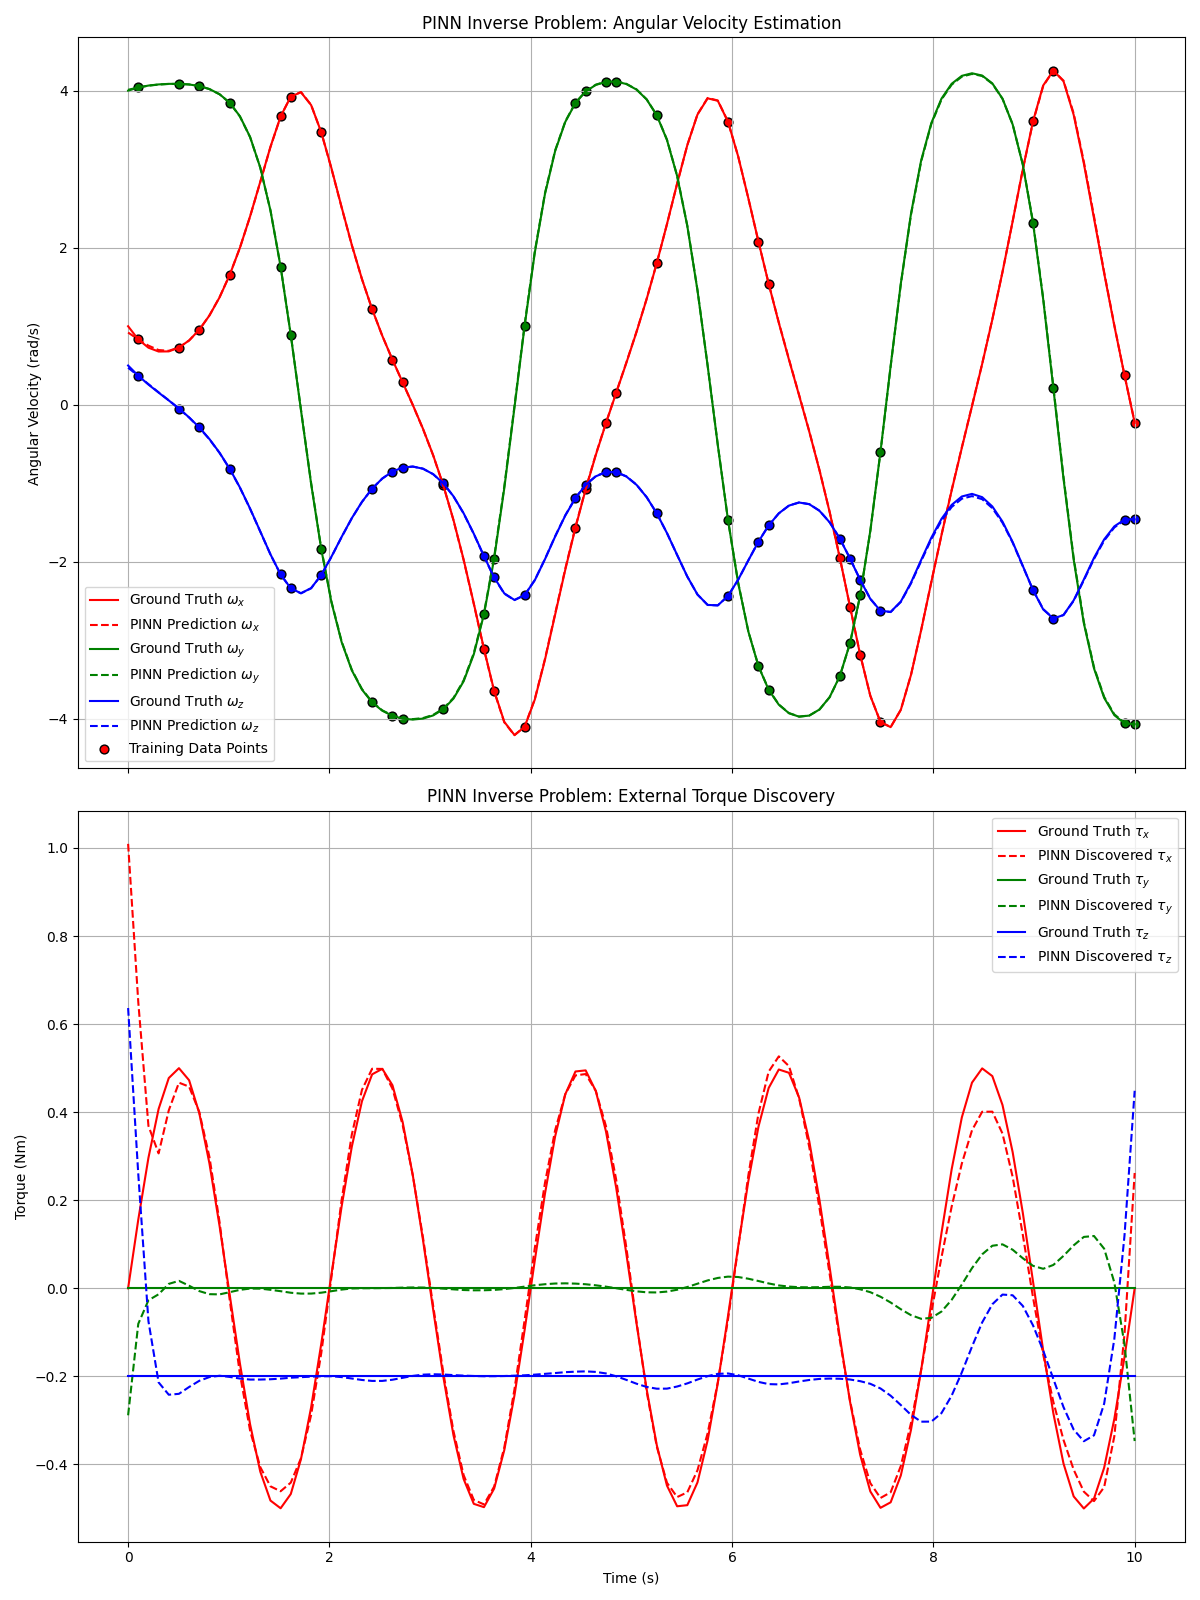 PINN Inverse Problem: Angular Velocity Estimation
Angular Velocity (rad/s)
4
2
0
−2
−4
Ground Truth ωx
PINN Prediction ωx
Ground Truth ωy
PINN Prediction ωy
Ground Truth ωz
PINN Prediction ωz
Training Data Points
PINN Inverse Problem: External Torque Discovery
Torque (Nm)
1.0
0.8
0.6
0.4
0.2
0.0
−0.2
−0.4
Ground Truth τx
PINN Discovered τx
Ground Truth τy
PINN Discovered τy
Ground Truth τz
PINN Discovered τz
0 2 4 6 8 10
Time (s)